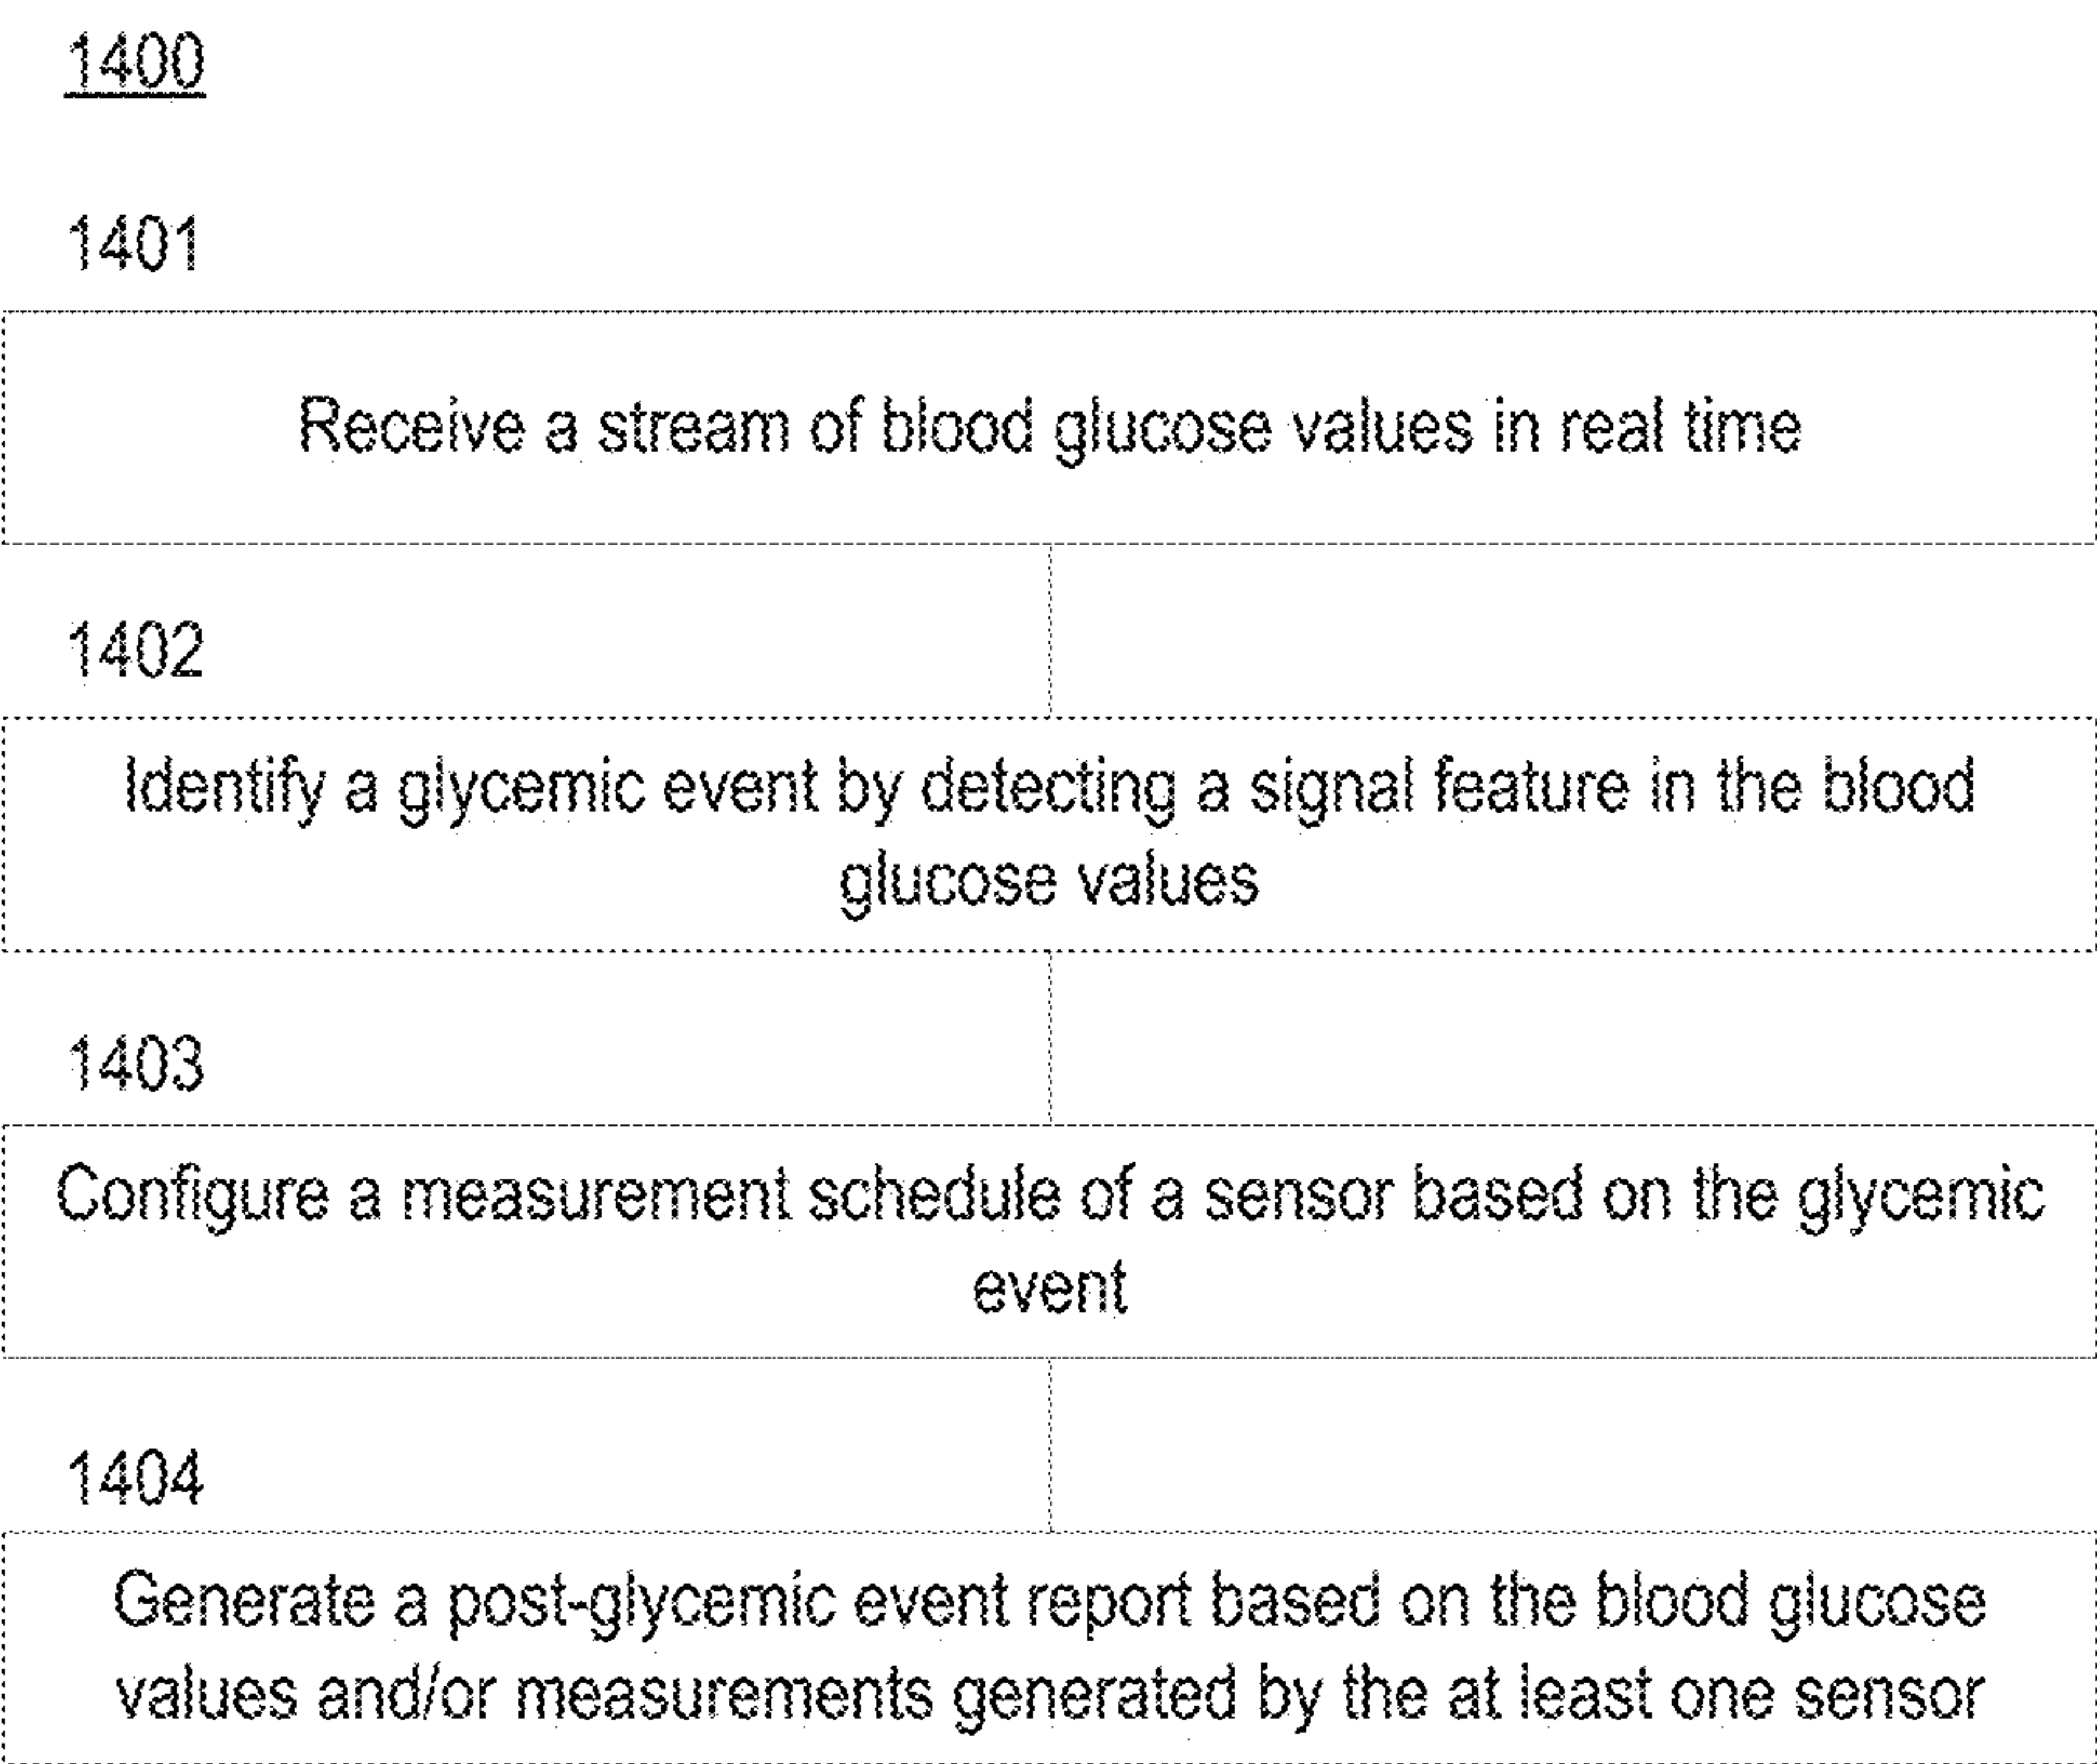 1400
1401
Receive a stream of blood glucose values in real time
1402
Identify a glycemic event by detecting a signal feature in the blood
glucose values
1403
Configure a measurement schedule of a sensor based on the glycemic
event
1404
Generate a post-glycemic event report based on the blood glucose
values and/or measurements generated by the at least one sensor